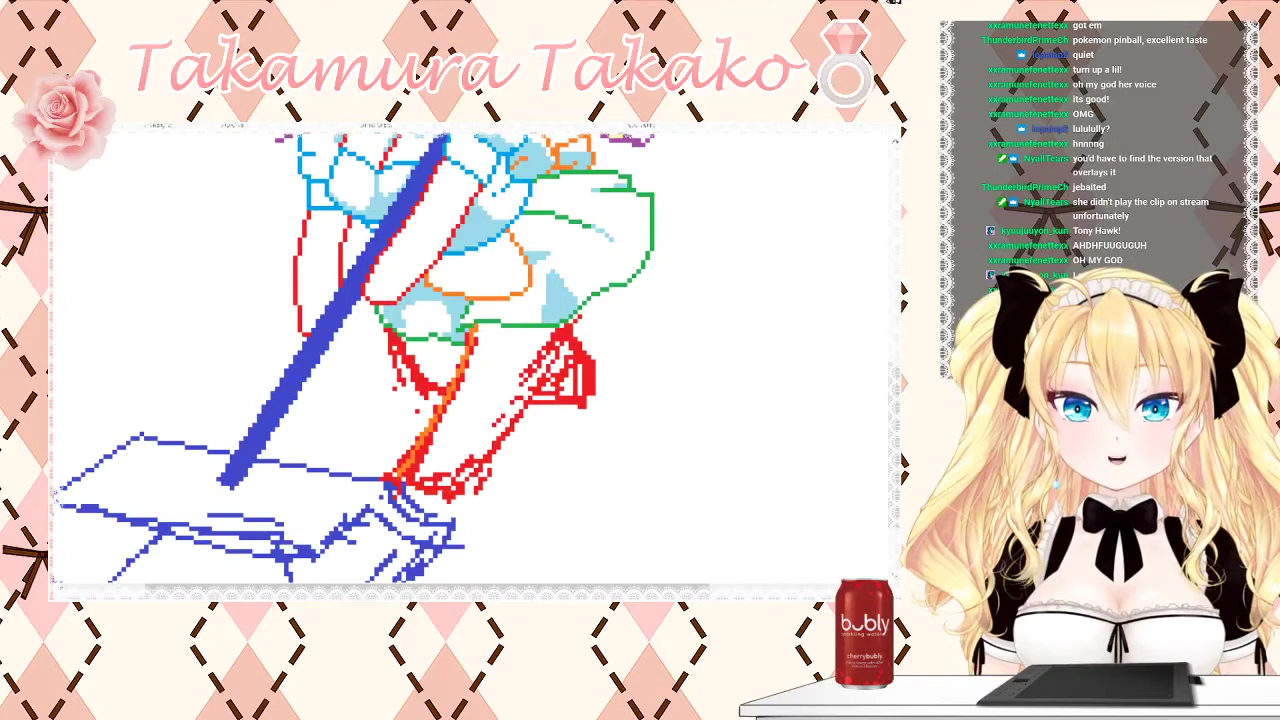 Takamura Takako
xxramunefenettexx got em
ThunderbirdPrimeCh pokemon pinball, excellent taste
quiet
xxramunefenettexx turn up a lil!
xxramunefenettexx oh my god her voice
xxramunefenettexx its good!
xxramunefenettexx OMG
lululully?
xxramunefenettexx hnnng
NyallTears you'd have to find the version that
overlays it
ThunderbirdPrimeCh jebaited
NyallTears she didn't play the clip on stream
unfortunately
kyuujuuyon_kun Tony Hawk!
xxramunefenettexx AHDHFUUGUGUH
xxramunefenettexx OH MY GOD
bubly
sparkling water
cherrybubly